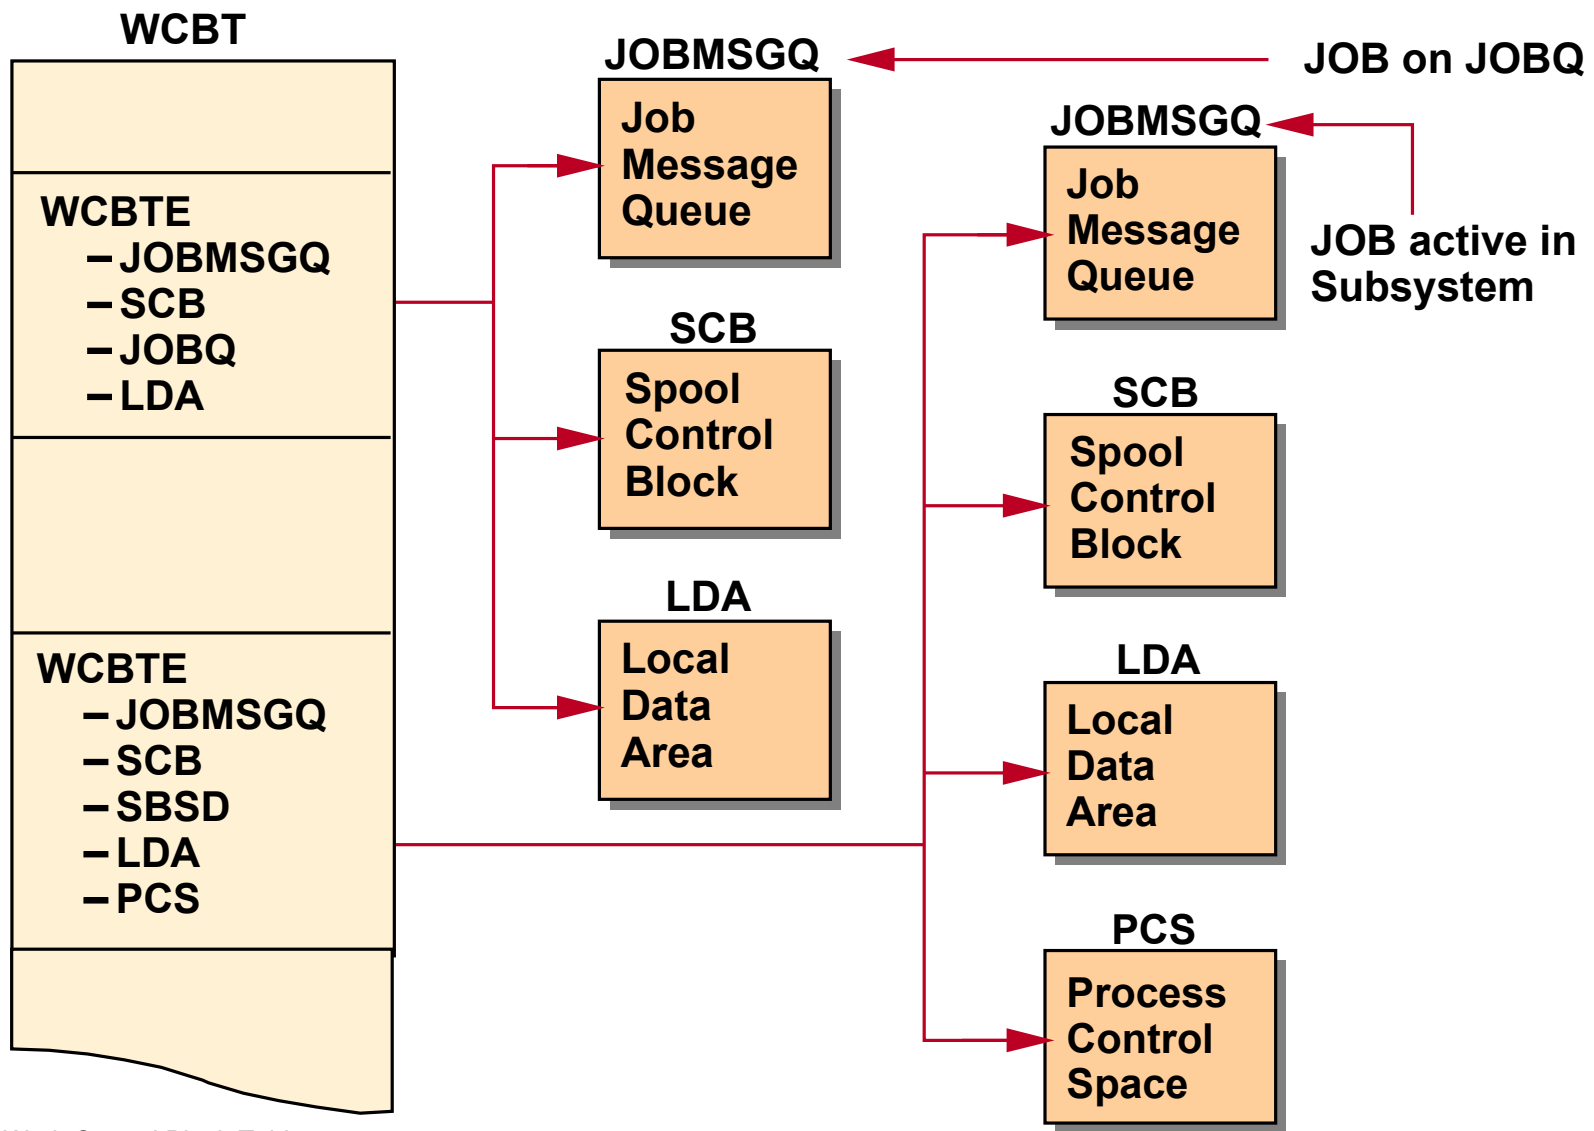 WCBT
WCBTE
– JOBMSGQ
– SCB
– JOBQ
– LDA
WCBTE
– JOBMSGQ
– SCB
– SBSD
– LDA
– PCS
JOBMSGQ
Job
Message
Queue
SCB
Spool
Control
Block
LDA
Local
Data
Area
JOBMSGQ
Job
Message
Queue
SCB
Spool
Control
Block
LDA
Local
Data
Area
PCS
Process
Control
Space
JOB on JOBQ
JOB active in
Subsystem